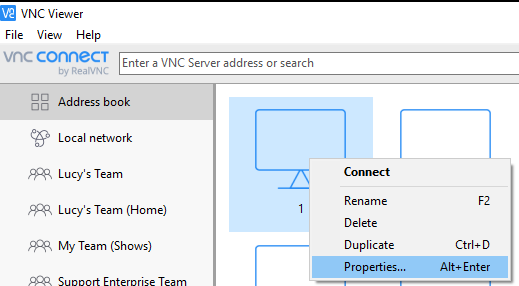 V2 VNC Viewer
File View Help
VNC CONNECT
by RealVNC
Enter a VNC Server address or search
Address book
Local network
Lucy's Team
Lucy's Team (Home)
My Team (Shows)
Support Enterprise Team
1
Connect
Rename F2
Delete
Duplicate Ctrl+D
Properties... Alt+Enter